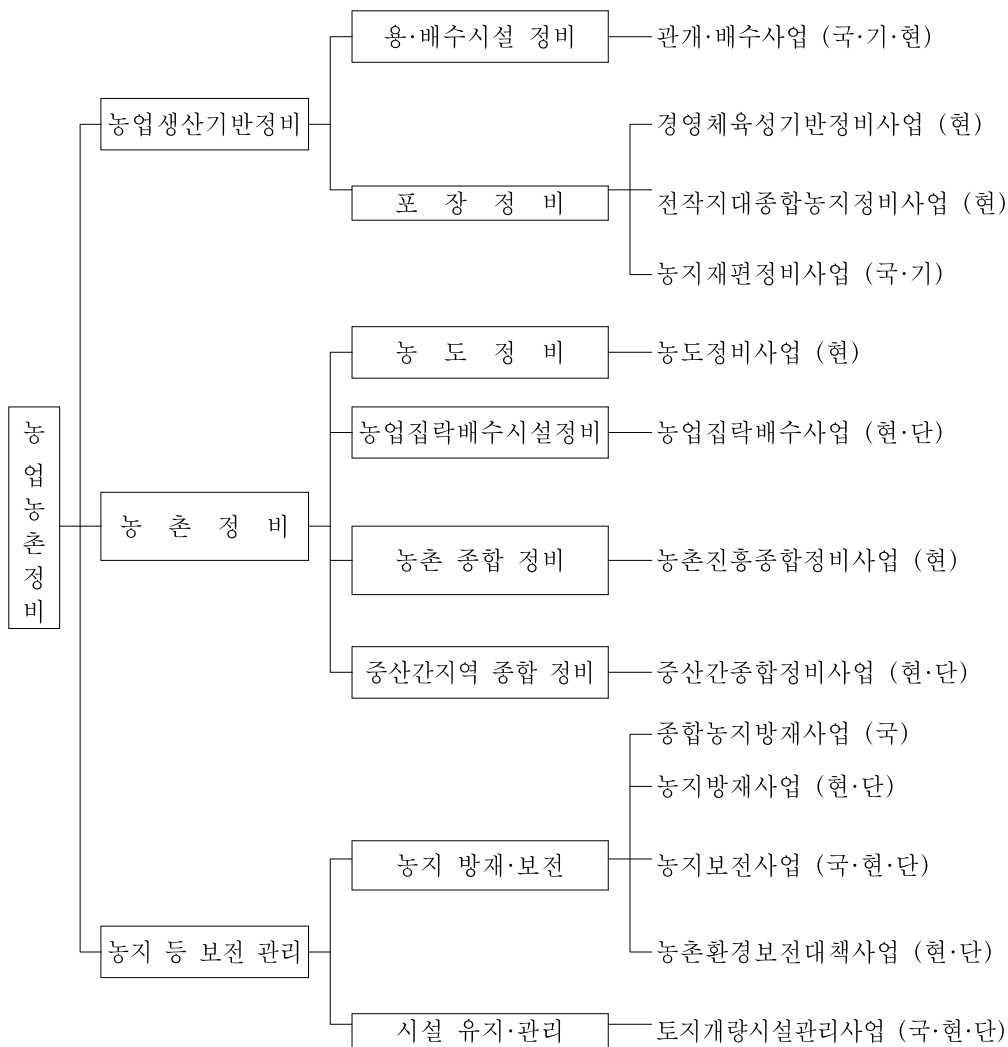 용·배수시설 정비
관개·배수사업 (국·기·현)
농업생산기반정비
경영체육성기반정비사업 (현)
포 장 정 비
전작지대종합농지정비사업 (현)
농지재편정비사업 (국·기)
농 도 정 비
농도정비사업 (현)
농업집락배수시설정비
농업집락배수사업 (현·단)
농업농촌정비
농 촌 정 비
농촌 종합 정비
농촌진흥종합정비사업 (현)
중산간지역 종합 정비
중산간종합정비사업 (현·단)
종합농지방재사업 (국)
농지방재사업 (현·단)
농지 방재·보전
농지보전사업 (국·현·단)
농지 등 보전 관리
농촌환경보전대책사업 (현·단)
시설 유지·관리
토지개량시설관리사업 (국·현·단)